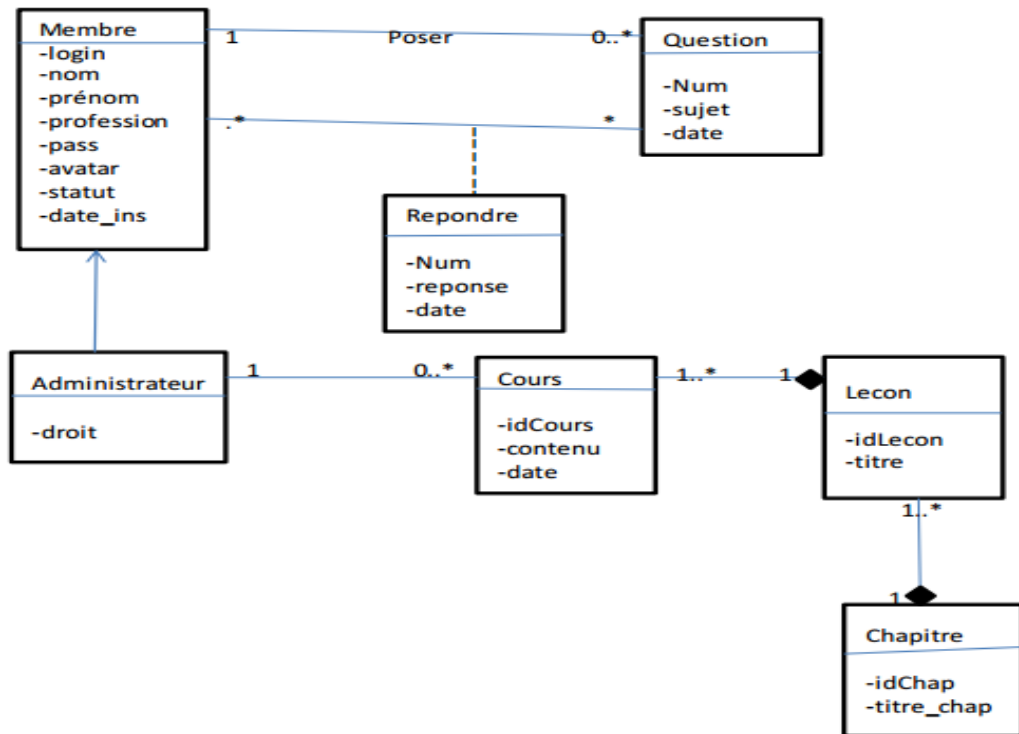 Membre
-login
-nom
-prénom
-profession
-pass
-avatar
-statut
-date_ins
1
Poser
0..*
.*
*
Question
-Num
-sujet
-date
Repondre
-Num
-reponse
-date
Administrateur
-droit
1
0..*
Cours
-idCours
-contenu
-date
1..*
1
Lecon
-idLecon
-titre
1..*
1
Chapitre
-idChap
-titre_chap